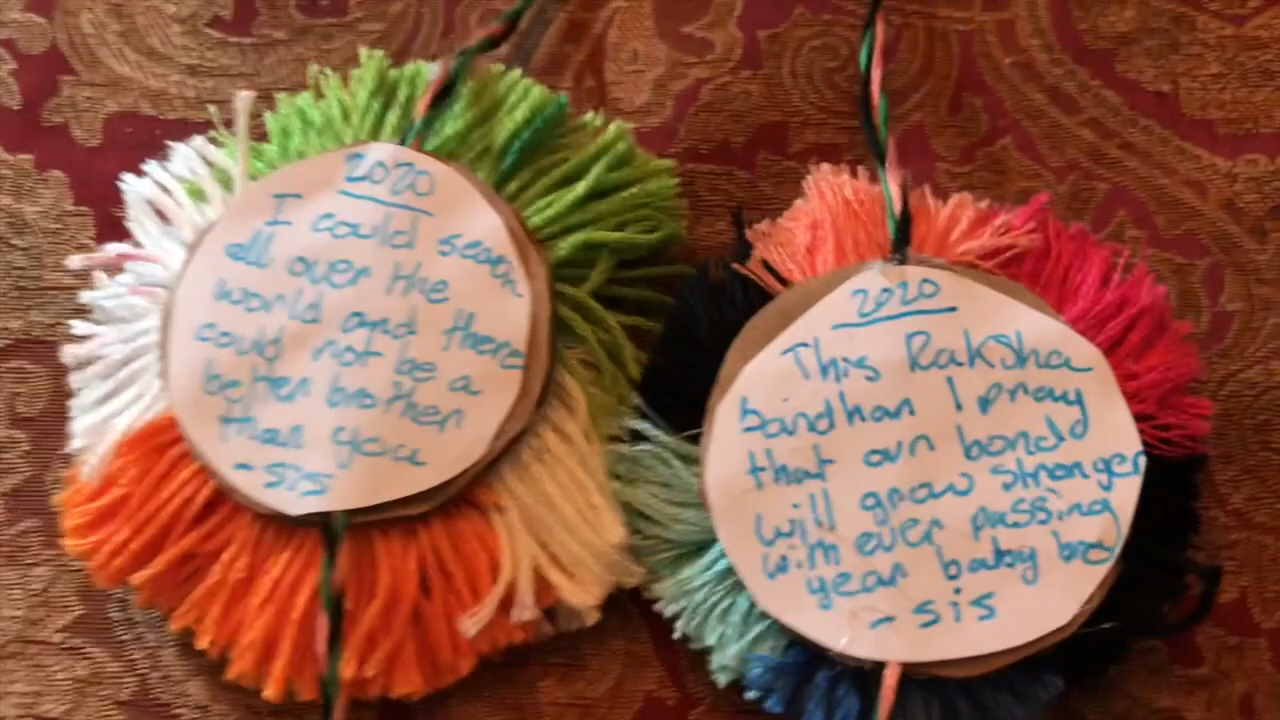 2020
I could search
all over the
world and there
could not be a
better brother
than you
- sis
2020
This Raksha
bandhan I pray
that our bond
will grow stronger
with ever passing
year baby bro
- sis